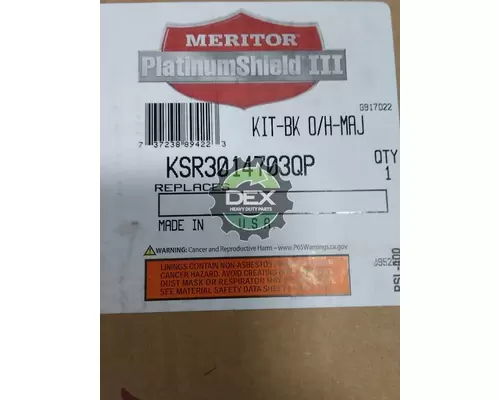 MERITOR
PlatinumShield III
0917022
KIT-BK O/H-MAJ
7 37238 89422 3
KSR3014703QP
QTY
1
REPLACES
DEX
HEAVY DUTY PARTS
MADE IN U.S.A.
WARNING: Cancer and Reproductive Harm - www.P65Warnings.ca.gov
LININGS CONTAIN NON-ASBESTOS
CANCER HAZARD. AVOID CREATING
DUST MASK OR RESPIRATOR MAY
SEE MATERIAL SAFETY DATA SHEET